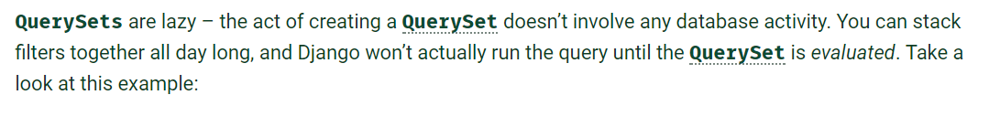 QuerySets are lazy – the act of creating a QuerySet doesn’t involve any database activity. You can stack
filters together all day long, and Django won’t actually run the query until the QuerySet is evaluated. Take a
look at this example: